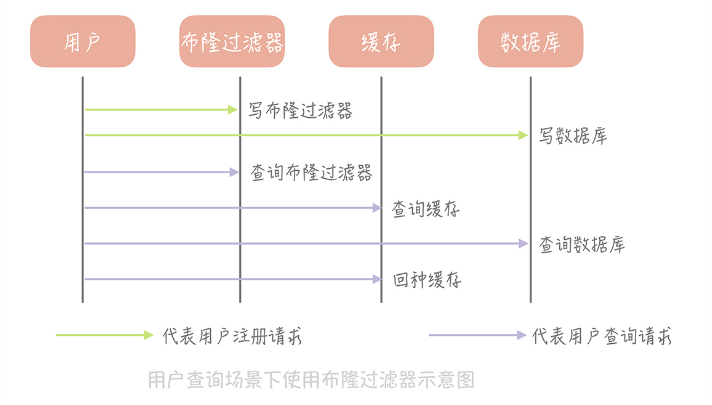 用户 布隆过滤器 缓存 数据库
写布隆过滤器
写数据库
查询布隆过滤器
查询缓存
查询数据库
回种缓存
代表用户注册请求 代表用户查询请求
用户查询场景下使用布隆过滤器示意图